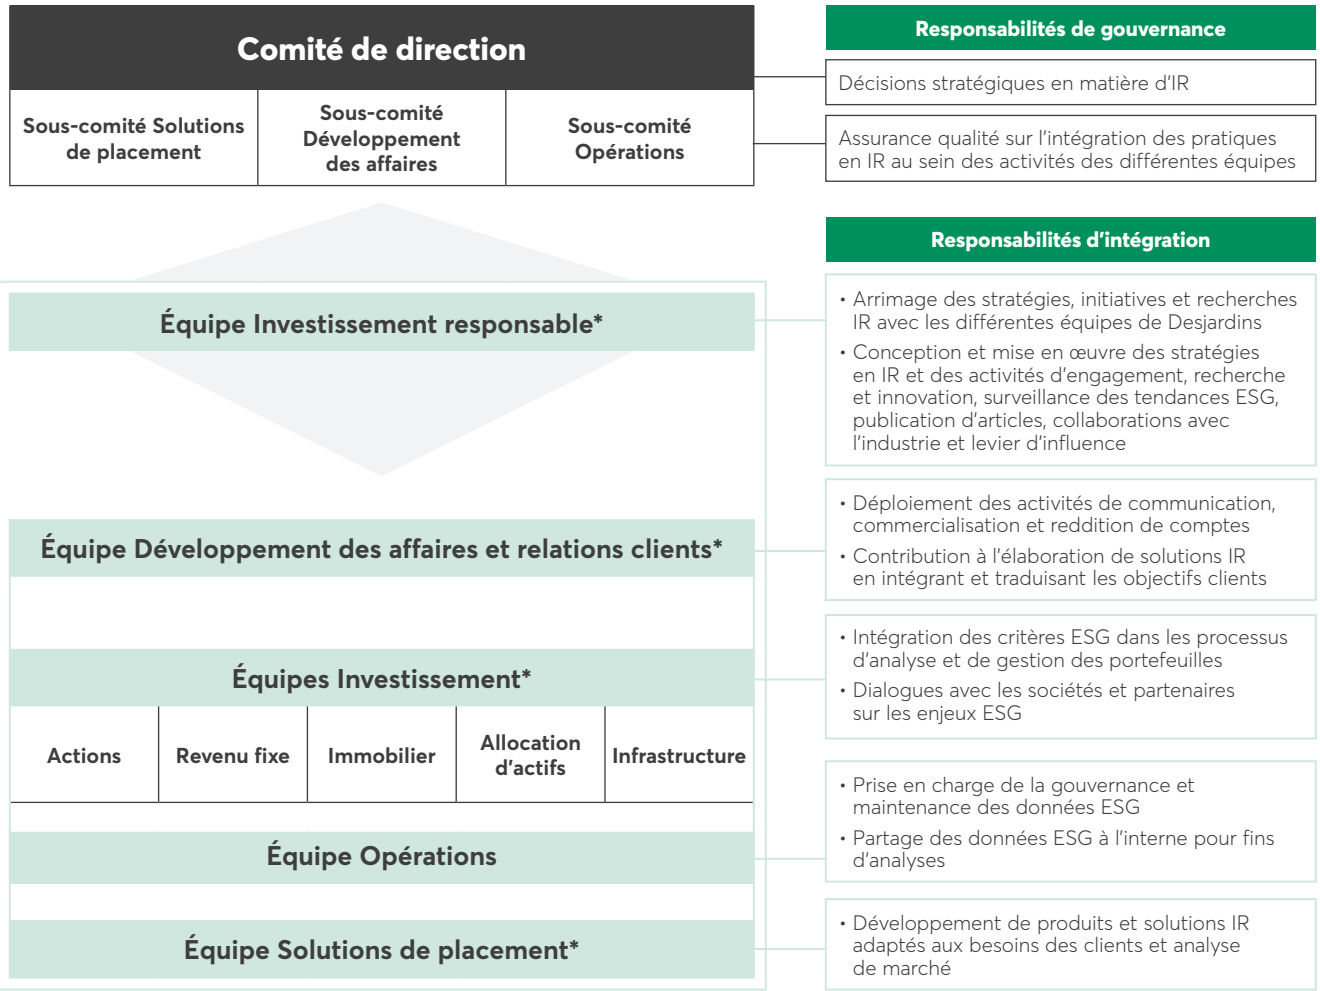 Comité de direction
Sous-comité Solutions
de placement
Sous-comité
Développement
des affaires
Sous-comité
Opérations
Responsabilités de gouvernance
Décisions stratégiques en matière d'IR
Assurance qualité sur l'intégration des pratiques
en IR au sein des activités des différentes équipes
Responsabilités d'intégration
Équipe Investissement responsable*
• Arrimage des stratégies, initiatives et recherches
IR avec les différentes équipes de Desjardins
• Conception et mise en œuvre des stratégies
en IR et des activités d'engagement, recherche
et innovation, surveillance des tendances ESG,
publication d'articles, collaborations avec
l'industrie et levier d'influence
Équipe Développement des affaires et relations clients*
• Déploiement des activités de communication,
commercialisation et reddition de comptes
• Contribution à l'élaboration de solutions IR
en intégrant et traduisant les objectifs clients
Équipes Investissement*
Actions
Revenu fixe
Immobilier
Allocation
d'actifs
Infrastructure
• Intégration des critères ESG dans les processus
d'analyse et de gestion des portefeuilles
• Dialogues avec les sociétés et partenaires
sur les enjeux ESG
Équipe Opérations
• Prise en charge de la gouvernance et
maintenance des données ESG
• Partage des données ESG à l'interne pour fins
d'analyses
Équipe Solutions de placement*
• Développement de produits et solutions IR
adaptés aux besoins des clients et analyse
de marché